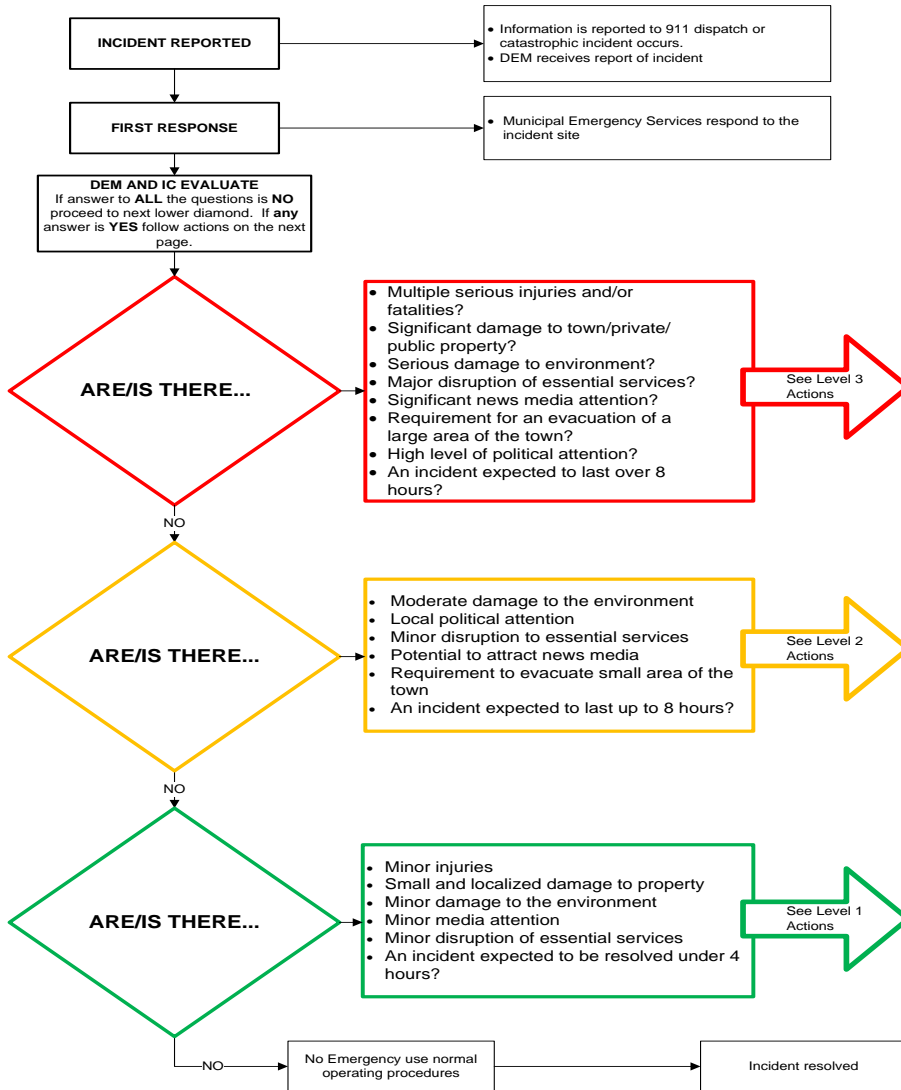 INCIDENT REPORTED
• Information is reported to 911 dispatch or
catastrophic incident occurs.
• DEM receives report of incident
FIRST RESPONSE
• Municipal Emergency Services respond to the
incident site
DEM AND IC EVALUATE
If answer to ALL the questions is NO
proceed to next lower diamond. If any
answer is YES follow actions on the next
page.
ARE/IS THERE...
• Multiple serious injuries and/or
fatalities?
• Significant damage to town/private/
public property?
• Serious damage to environment?
• Major disruption of essential services?
• Significant news media attention?
• Requirement for an evacuation of a
large area of the town?
• High level of political attention?
• An incident expected to last over 8
hours?
See Level 3
Actions
NO
ARE/IS THERE...
• Moderate damage to the environment
• Local political attention
• Minor disruption to essential services
• Potential to attract news media
• Requirement to evacuate small area of the
town
• An incident expected to last up to 8 hours?
See Level 2
Actions
NO
ARE/IS THERE...
• Minor injuries
• Small and localized damage to property
• Minor damage to the environment
• Minor media attention
• Minor disruption of essential services
• An incident expected to be resolved under 4
hours?
See Level 1
Actions
NO
No Emergency use normal
operating procedures
Incident resolved